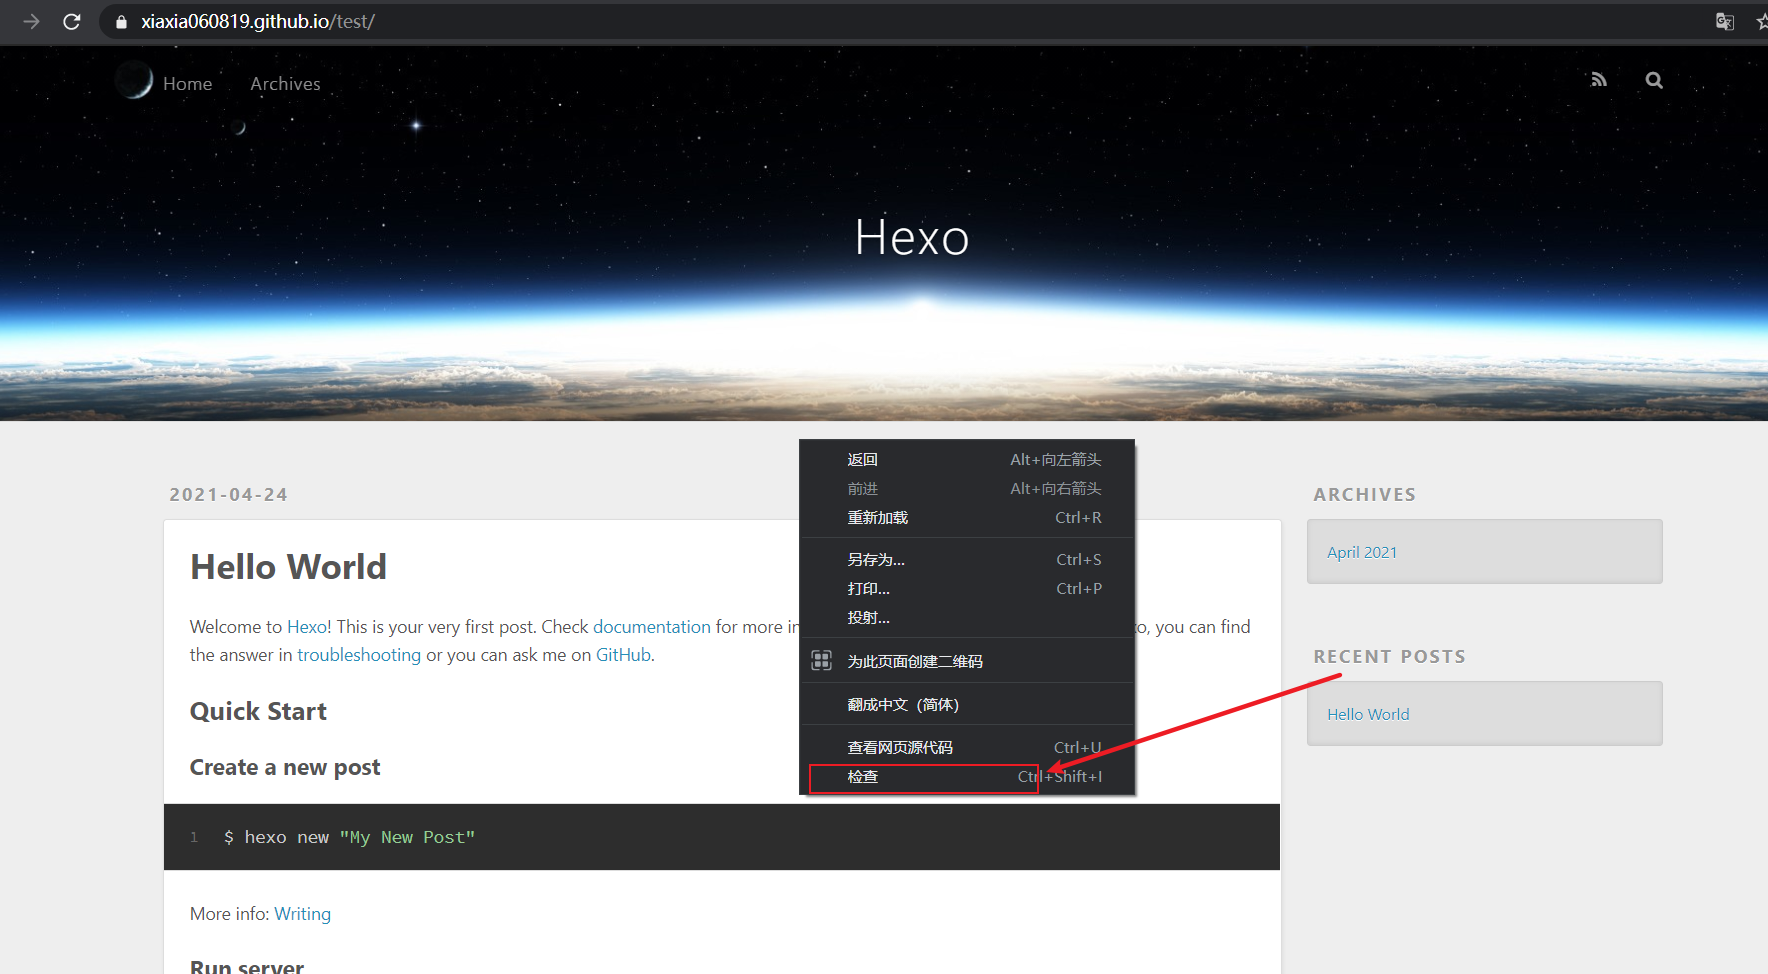 xiaxia060819.github.io/test/
Home Archives
Hexo
2021-04-24
Hello World
Welcome to Hexo! This is your very first post. Check documentation for more in
, you can find
the answer in troubleshooting or you can ask me on GitHub.
Quick Start
Create a new post
1 $ hexo new "My New Post"
More info: Writing
Run server
返回 Alt+向左箭头
前进 Alt+向右箭头
重新加载 Ctrl+R
另存为... Ctrl+S
打印... Ctrl+P
投射...
为此页面创建二维码
翻成中文（简体）
查看网页源代码 Ctrl+U
检查 Ctrl+Shift+I
ARCHIVES
April 2021
RECENT POSTS
Hello World